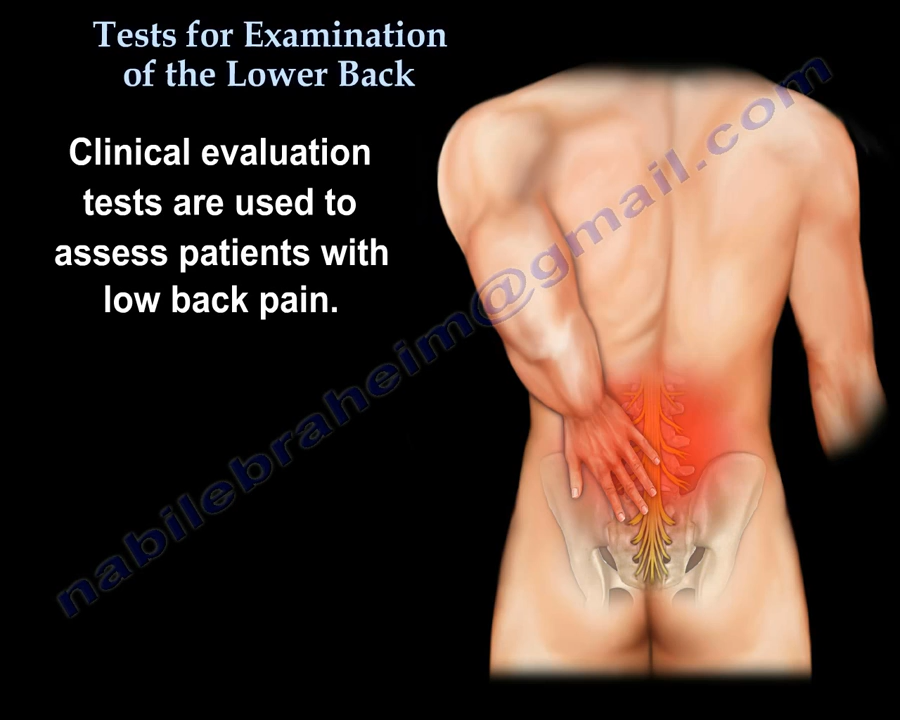 Tests for Examination
of the Lower Back
Clinical evaluation
tests are used to
assess patients with
low back pain.
nabilebraheim@gmail.com